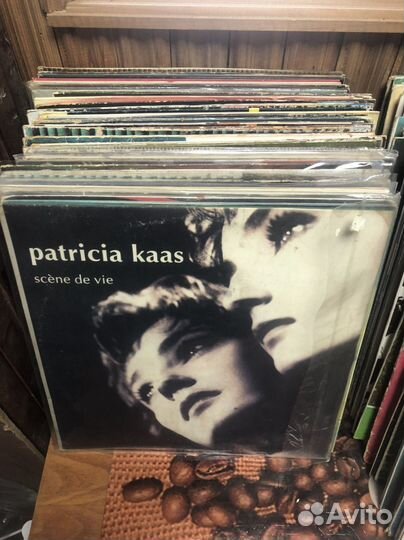 patricia kaas
scène de vie
Avito